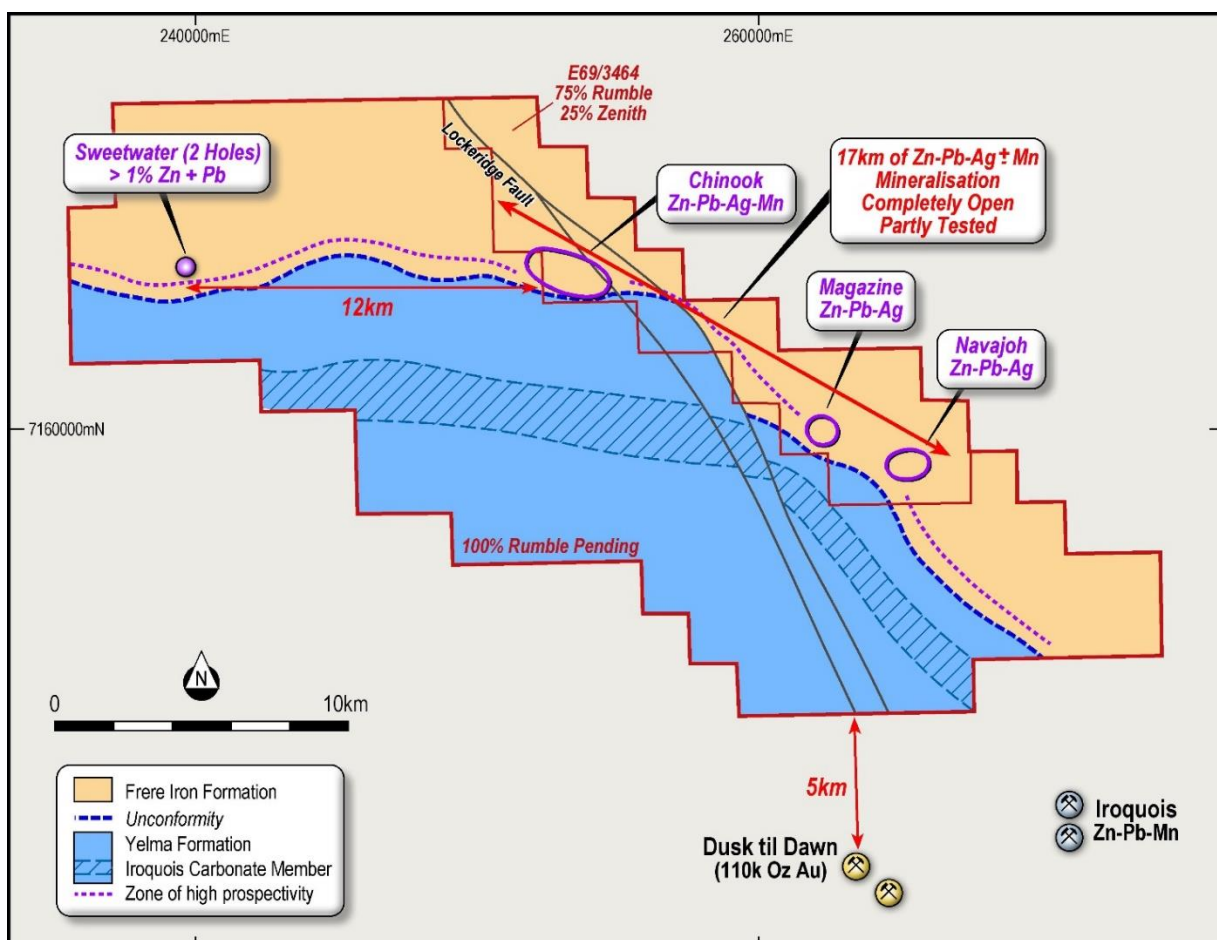 240000mE
260000mE
E69/3464
75% Rumble
25% Zenith
Lockeridge Fault
Sweetwater (2 Holes)
> 1% Zn + Pb
Chinook
Zn-Pb-Ag-Mn
17km of Zn-Pb-Ag ± Mn
Mineralisation
Completely Open
Partly Tested
12km
Magazine
Zn-Pb-Ag
Navajoh
Zn-Pb-Ag
7160000mN
100% Rumble Pending
N
0
10km
5km
Frere Iron Formation
Unconformity
Yelma Formation
Iroquois Carbonate Member
Zone of high prospectivity
Dusk til Dawn
(110k Oz Au)
Iroquois
Zn-Pb-Mn